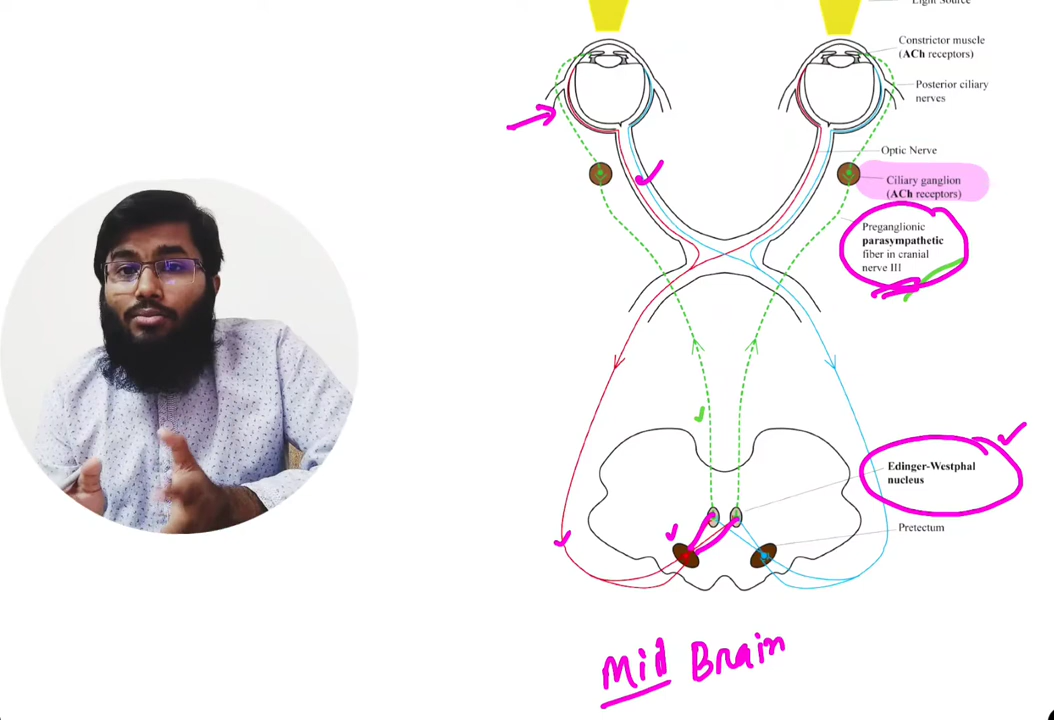 Light Source
Constrictor muscle
(ACh receptors)
Posterior ciliary
nerves
Optic Nerve
Ciliary ganglion
(ACh receptors)
Preganglionic
parasympathetic
fiber in cranial
nerve III
Edinger-Westphal
nucleus
Pretectum
Mid Brain